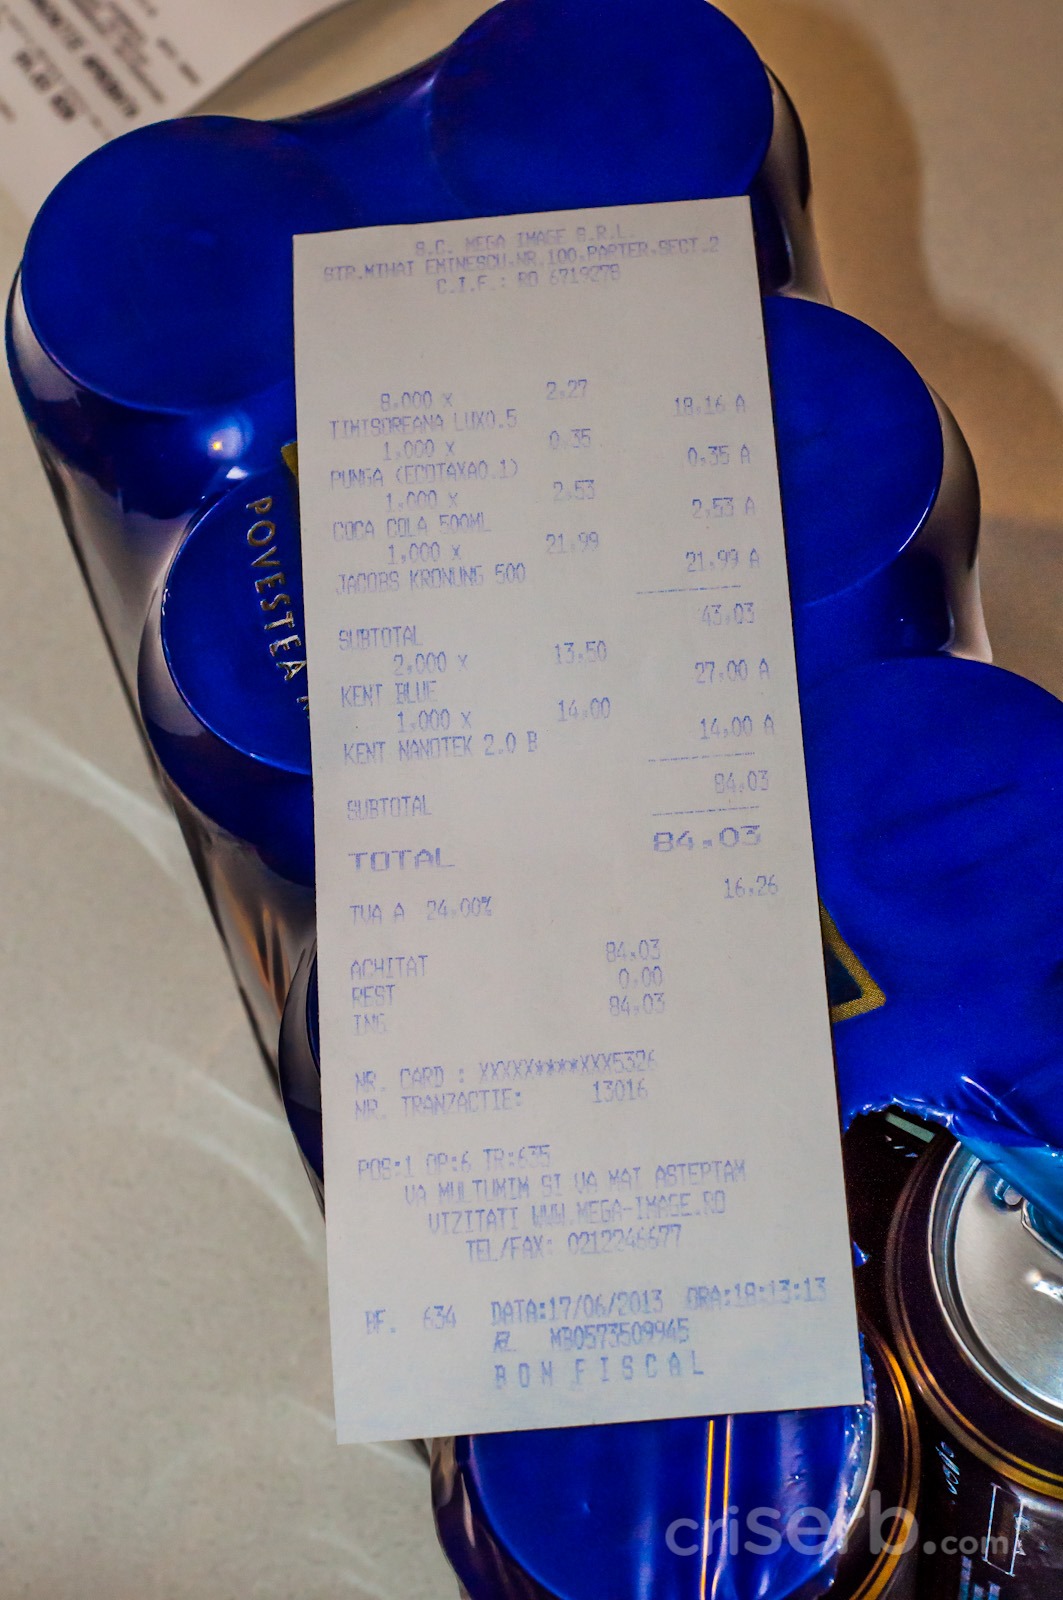 S.C. MEGA IMAGE S.R.L.
STR.MIHAI EMINESCU.NR.100.PARTER.SECT.2
C.I.F.: RO 6719278
8.000 x 2.27
TIMISOREANA LUX0.5 18.16 A
1.000 x 0.35
PUNGA (ECOTAXA0.1) 0.35 A
1.000 x 2.53
COCA COLA 500ML 2.53 A
1.000 x 21.99
JACOBS KRONUNG 500 21.99 A
SUBTOTAL 43.03
2.000 x 13.50
KENT BLUE 27.00 A
1.000 x 14.00
KENT NANOTEK 2.0 B 14.00 A
SUBTOTAL 84.03
TOTAL 84.03
TVA A 24.00% 16.26
ACHITAT 84.03
REST 0.00
ING 84.03
NR. CARD : XXXXX****XXX5326
NR. TRANZACTIE: 13016
POS:1 OP:6 TR:635
VA MULTUMIM SI VA MAI ASTEPTAM
VIZITATI WWW.MEGA-IMAGE.RO
TEL/FAX: 0212246677
BF. 634 DATA:17/06/2013 ORA:18:13:13
MB0573509945
BON FISCAL
POVESTEA
criserb.com